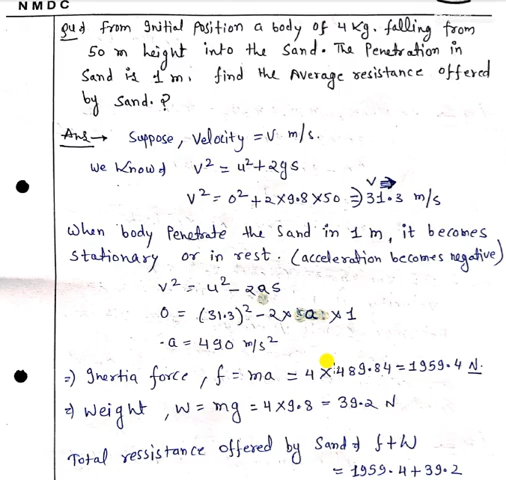 NMDC
Que from Initial Position a body of 4 kg. falling from
50 m height into the Sand. The Penetration in
Sand is 1 m. find the Average resistance offered
by Sand. ?
Ans → Suppose, Velocity = V m/s.
We Know V² = u² + 2gs
V² = 0² + 2×9.8×50 ⇒ V ⇒ 31.3 m/s
When body Penetrate the Sand in 1 m, it becomes
Stationary or in rest. (acceleration becomes negative)
V² = u² - 2as
0 = (31.3)² - 2 × a × 1
-a = 490 m/s²
⇒) Inertia force, f = ma = 4 × 489.84 = 1959.4 N.
⇒ Weight, W = mg = 4×9.8 = 39.2 N
Total ressistance offered by Sand f+W
= 1959.4 + 39.2